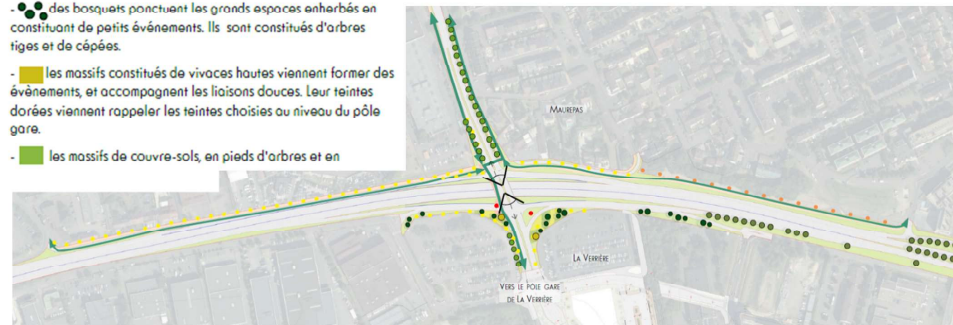 - des bosquets ponctuent les grands espaces enherbés en
constituant de petits événements. Ils sont constitués d'arbres
tiges et de cépées.
- les massifs constitués de vivaces hautes viennent former des
évènements, et accompagnent les liaisons douces. Leur teintes
dorées viennent rappeler les teintes choisies au niveau du pôle
gare.
- les massifs de couvre-sols, en pieds d'arbres et en
MAUREPAS
LA VERRIÈRE
VERS LE PÔLE GARE
DE LA VERRIÈRE